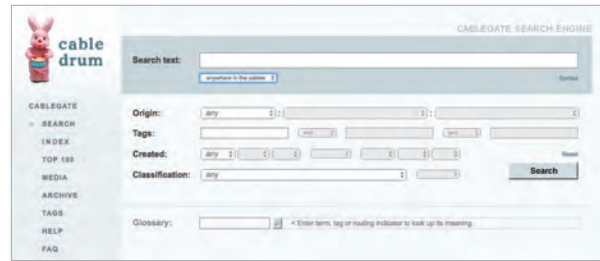 CABLEGATE SEARCH ENGINE
cable
drum
Search text:
anywhere in the cables
Syntax
CABLEGATE
SEARCH
INDEX
TOP 100
MEDIA
ARCHIVE
TAGS
HELP
FAQ
Origin: any : :
Tags: and and
Created: any
Reset
Classification: any
Search
Glossary: < Enter term, tag or routing indicator to look up its meaning